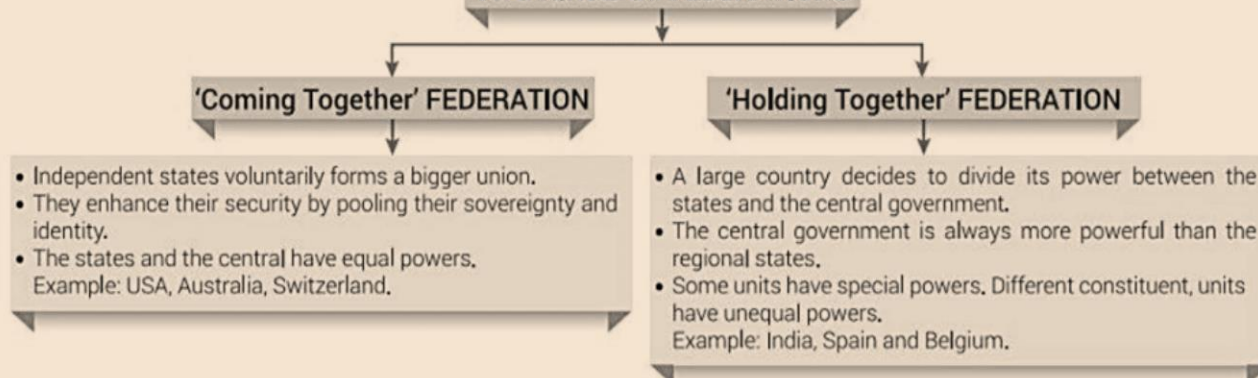 'Coming Together' FEDERATION
• Independent states voluntarily forms a bigger union.
• They enhance their security by pooling their sovereignty and
identity.
• The states and the central have equal powers.
Example: USA, Australia, Switzerland.
'Holding Together' FEDERATION
• A large country decides to divide its power between the
states and the central government.
• The central government is always more powerful than the
regional states.
• Some units have special powers. Different constituent, units
have unequal powers.
Example: India, Spain and Belgium.